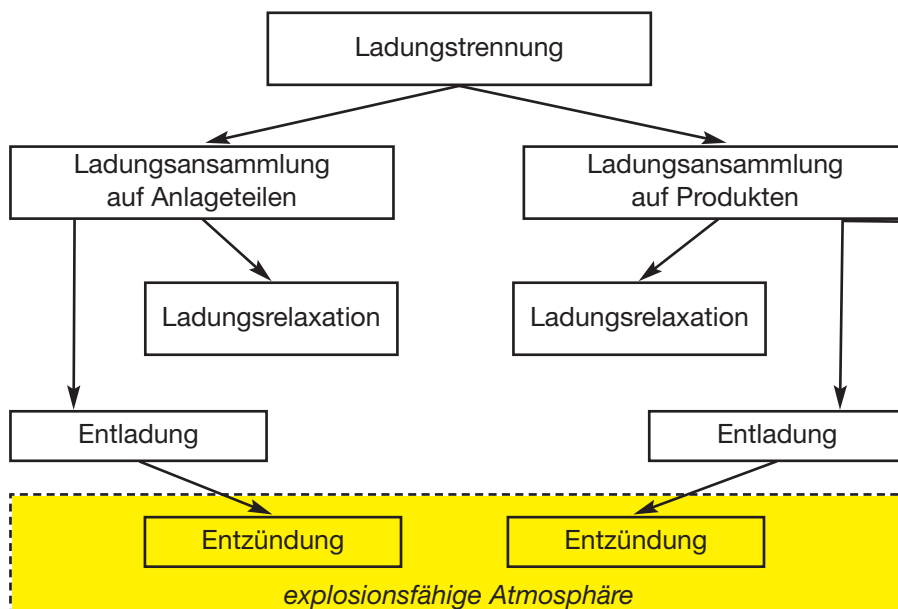 Ladungstrennung
Ladungsansammlung
auf Anlageteilen
Ladungsansammlung
auf Produkten
Ladungsrelaxation
Ladungsrelaxation
Entladung
Entladung
Entzündung
Entzündung
explosionsfähige Atmosphäre